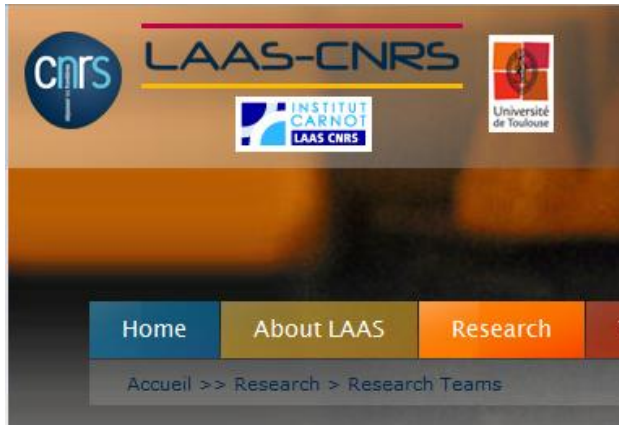 cnrs
LAAS-CNRS
INSTITUT
CARNOT
LAAS CNRS
Université
de Toulouse
Home
About LAAS
Research
Accueil >> Research > Research Teams